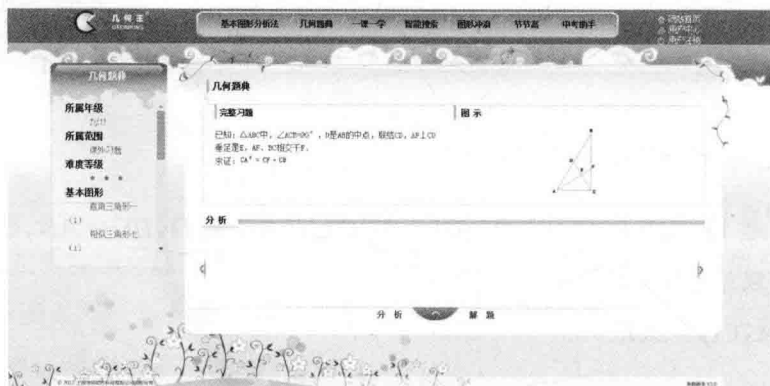 几何王
基本图形分析法 几何题典 一课一学 智能搜索 图形冲浪 节节高 中考助手
几何题典
所属年级
所属范围
课外习题
难度等级
* * *
基本图形
直角三角形一
(1)
相似三角形七
(1)
几何题典
完整习题
图 示
已知：△ABC中，∠ACB=90°，D是AB的中点，联结CD，AF⊥CD
垂足是E，AF、BC相交于F。
求证：CA²=CF·CB
分 析
分 析 解 题